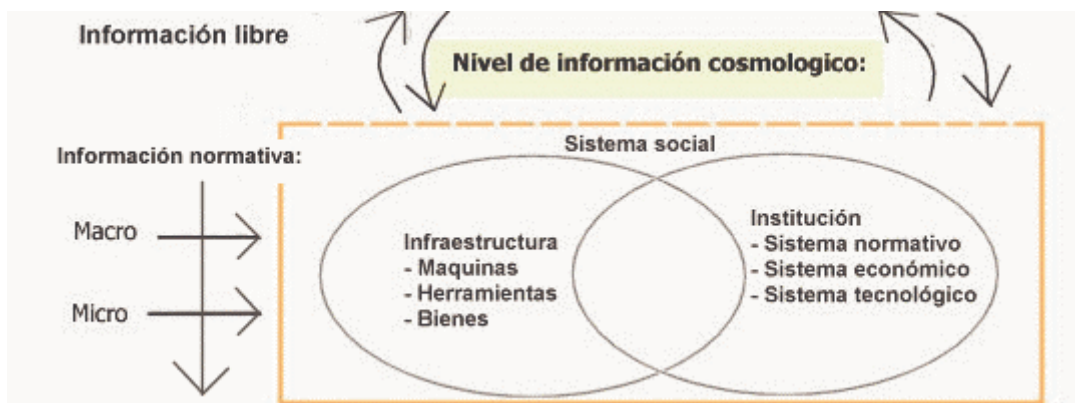 Información libre
Nivel de información cosmologico:
Sistema social
Información normativa:
Macro
Micro
Infraestructura
- Maquinas
- Herramientas
- Bienes
Institución
- Sistema normativo
- Sistema económico
- Sistema tecnológico